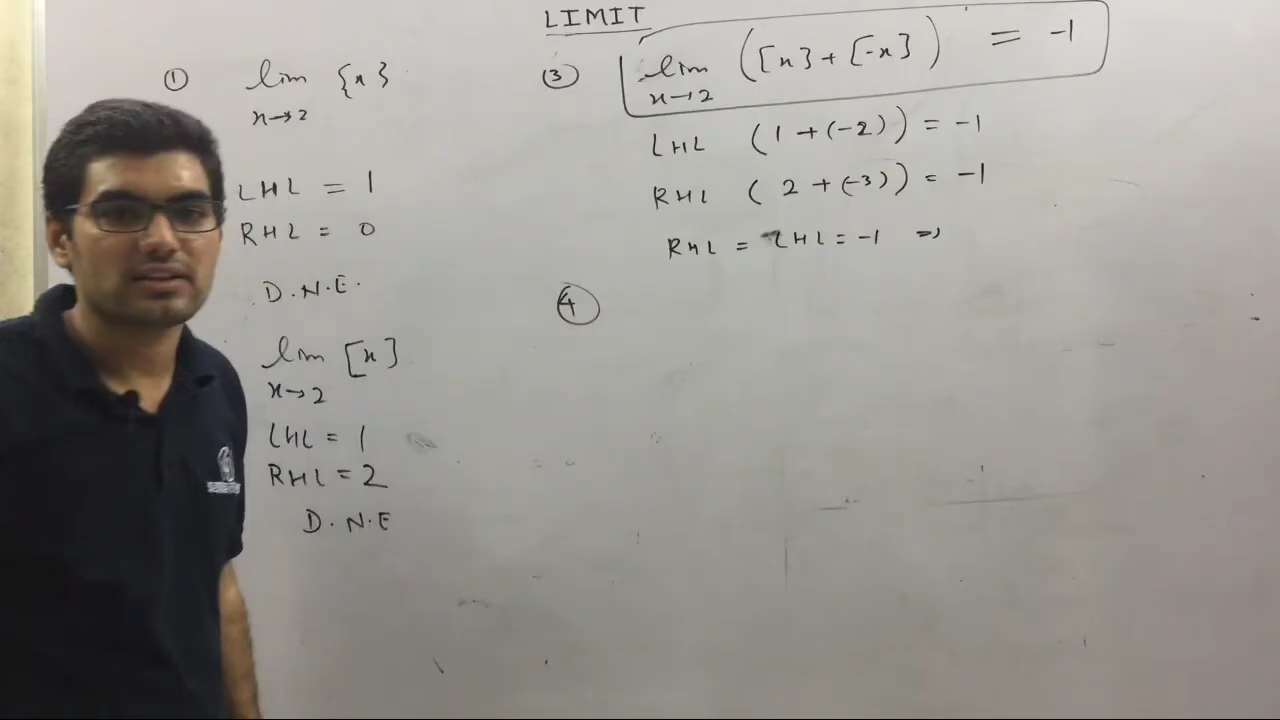 LIMIT
① lim {x}
x→2
LHL = 1
RHL = 0
D.N.E.
lim [x]
x→2
LHL = 1
RHL = 2
D.N.E
③ lim ([x] + [-x]) = -1
x→2
LHL (1 + (-2)) = -1
RHL (2 + (-3)) = -1
RHL = LHL = -1 ⇒
④